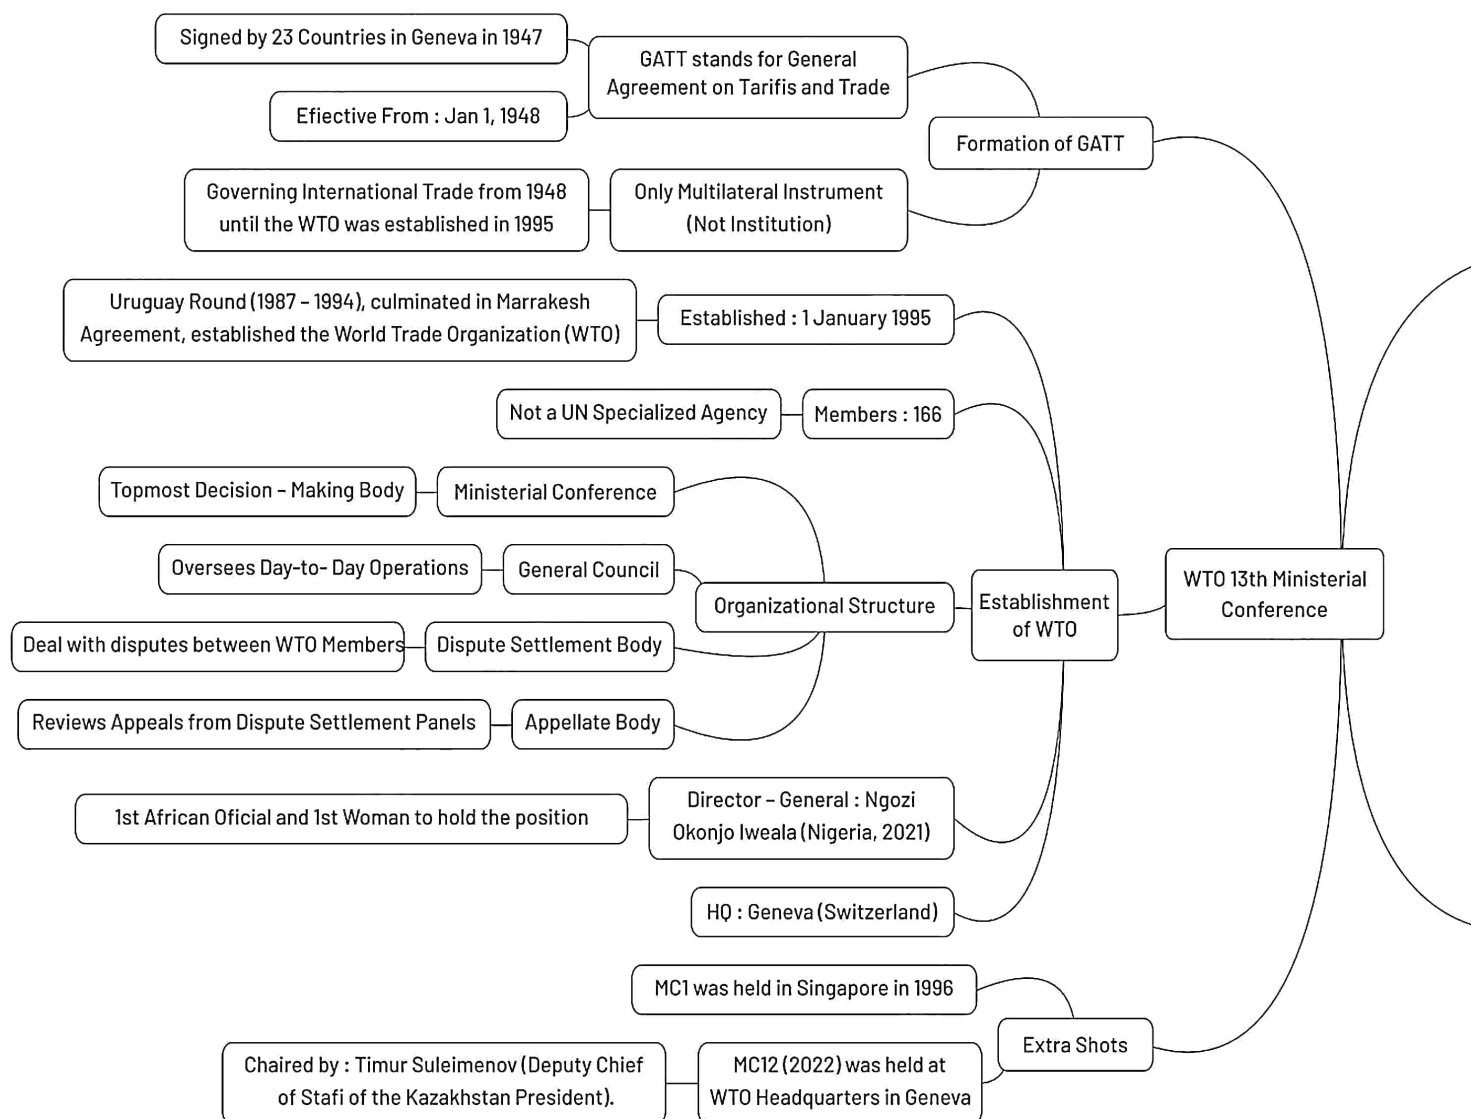 Signed by 23 Countries in Geneva in 1947
GATT stands for General
Agreement on Tarifis and Trade
Efiective From : Jan 1, 1948
Formation of GATT
Governing International Trade from 1948
until the WTO was established in 1995
Only Multilateral Instrument
(Not Institution)
Uruguay Round (1987 – 1994), culminated in Marrakesh
Agreement, established the World Trade Organization (WTO)
Established : 1 January 1995
Not a UN Specialized Agency
Members : 166
Topmost Decision – Making Body
Ministerial Conference
Oversees Day-to- Day Operations
General Council
Organizational Structure
Establishment
of WTO
WTO 13th Ministerial
Conference
Deal with disputes between WTO Members
Dispute Settlement Body
Reviews Appeals from Dispute Settlement Panels
Appellate Body
1st African Oficial and 1st Woman to hold the position
Director – General : Ngozi
Okonjo Iweala (Nigeria, 2021)
HQ : Geneva (Switzerland)
MC1 was held in Singapore in 1996
Extra Shots
Chaired by : Timur Suleimenov (Deputy Chief
of Stafi of the Kazakhstan President).
MC12 (2022) was held at
WTO Headquarters in Geneva